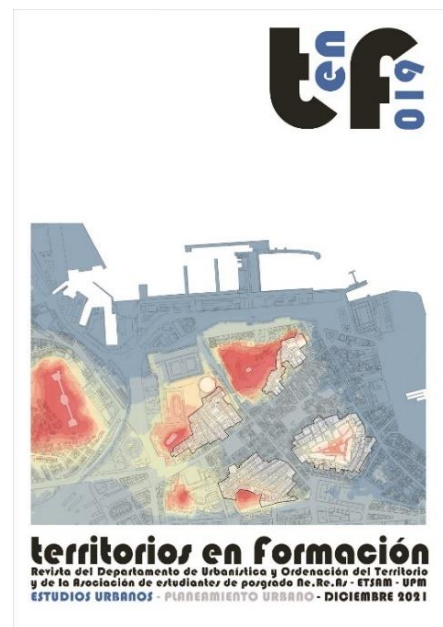 ten f 019
territorios en Formación
Revista del Departamento de Urbanística y Ordenación del Territorio
y de la Asociación de estudiantes de posgrado Ne.Re.As - ETSAM - UPM
ESTUDIOS URBANOS - PLANEAMIENTO URBANO - DICIEMBRE 2021